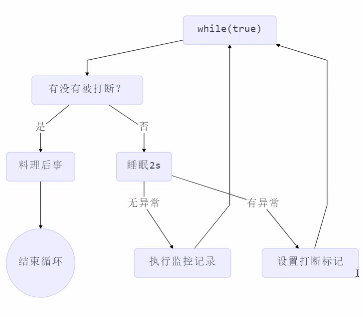 while(true)
有没有被打断?
是
否
料理后事
睡眠2s
无异常
有异常
结束循环
执行监控记录
设置打断标记